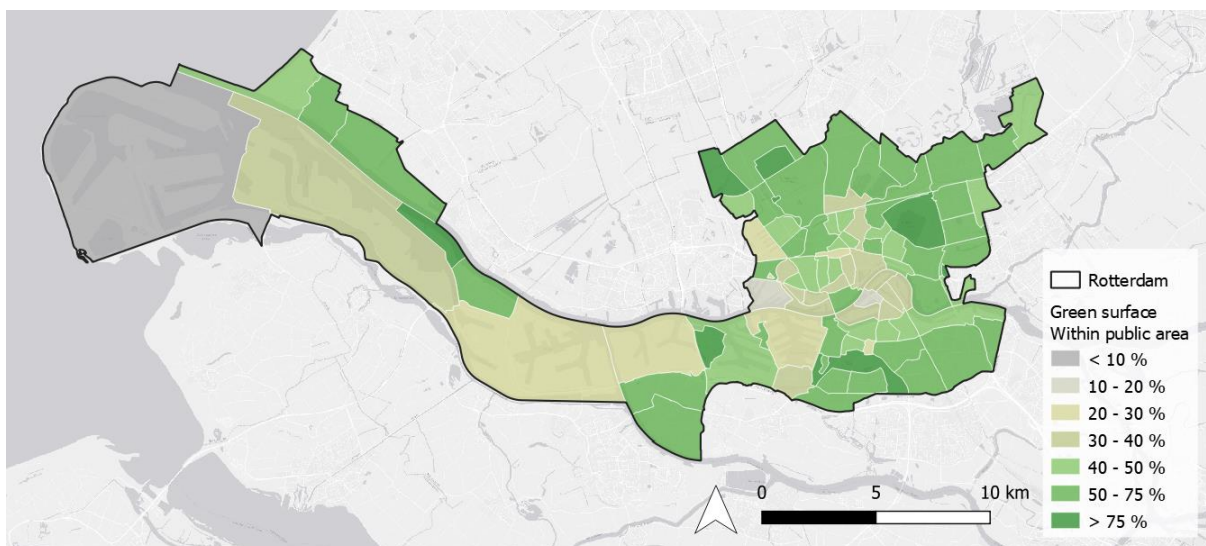 Rotterdam
Green surface
Within public area
< 10 %
10 - 20 %
20 - 30 %
30 - 40 %
40 - 50 %
50 - 75 %
> 75 %
0 5 10 km